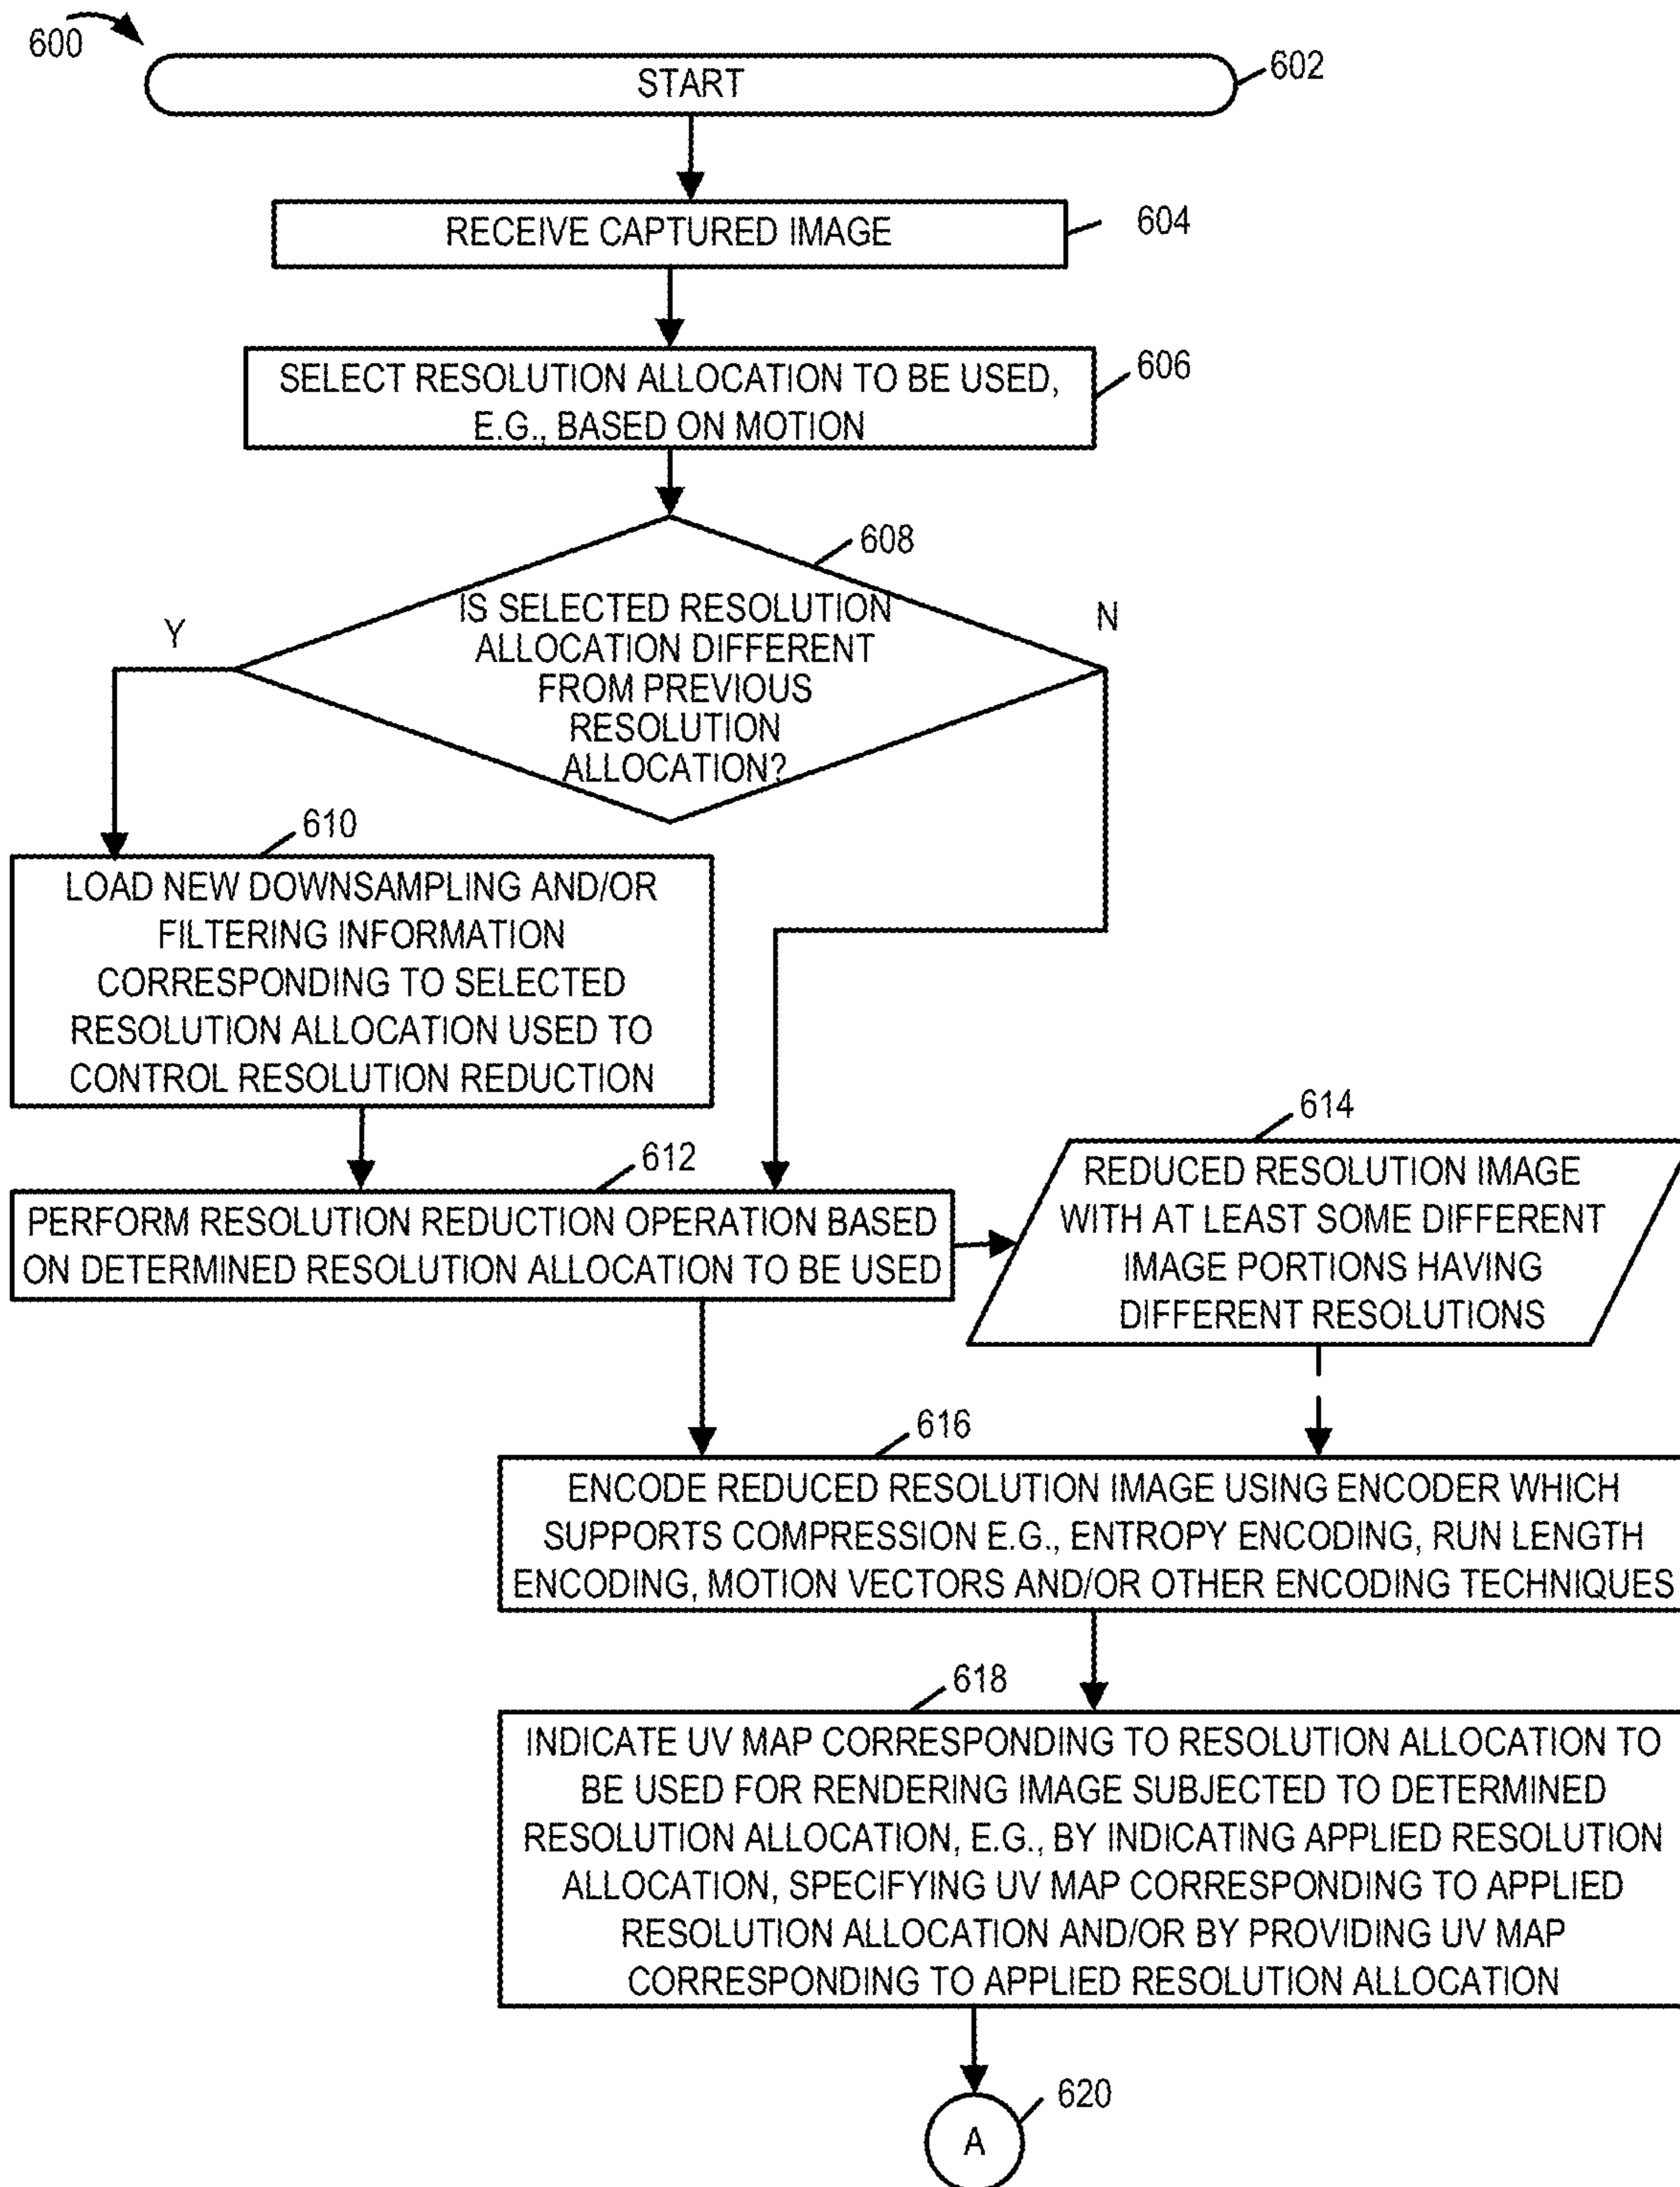 600
START
602
RECEIVE CAPTURED IMAGE
604
SELECT RESOLUTION ALLOCATION TO BE USED,
E.G., BASED ON MOTION
606
608
IS SELECTED RESOLUTION
ALLOCATION DIFFERENT
FROM PREVIOUS
RESOLUTION
ALLOCATION?
Y
N
610
LOAD NEW DOWNSAMPLING AND/OR
FILTERING INFORMATION
CORRESPONDING TO SELECTED
RESOLUTION ALLOCATION USED TO
CONTROL RESOLUTION REDUCTION
612
PERFORM RESOLUTION REDUCTION OPERATION BASED
ON DETERMINED RESOLUTION ALLOCATION TO BE USED
614
REDUCED RESOLUTION IMAGE
WITH AT LEAST SOME DIFFERENT
IMAGE PORTIONS HAVING
DIFFERENT RESOLUTIONS
616
ENCODE REDUCED RESOLUTION IMAGE USING ENCODER WHICH
SUPPORTS COMPRESSION E.G., ENTROPY ENCODING, RUN LENGTH
ENCODING, MOTION VECTORS AND/OR OTHER ENCODING TECHNIQUES
618
INDICATE UV MAP CORRESPONDING TO RESOLUTION ALLOCATION TO
BE USED FOR RENDERING IMAGE SUBJECTED TO DETERMINED
RESOLUTION ALLOCATION, E.G., BY INDICATING APPLIED RESOLUTION
ALLOCATION, SPECIFYING UV MAP CORRESPONDING TO APPLIED
RESOLUTION ALLOCATION AND/OR BY PROVIDING UV MAP
CORRESPONDING TO APPLIED RESOLUTION ALLOCATION
620
A